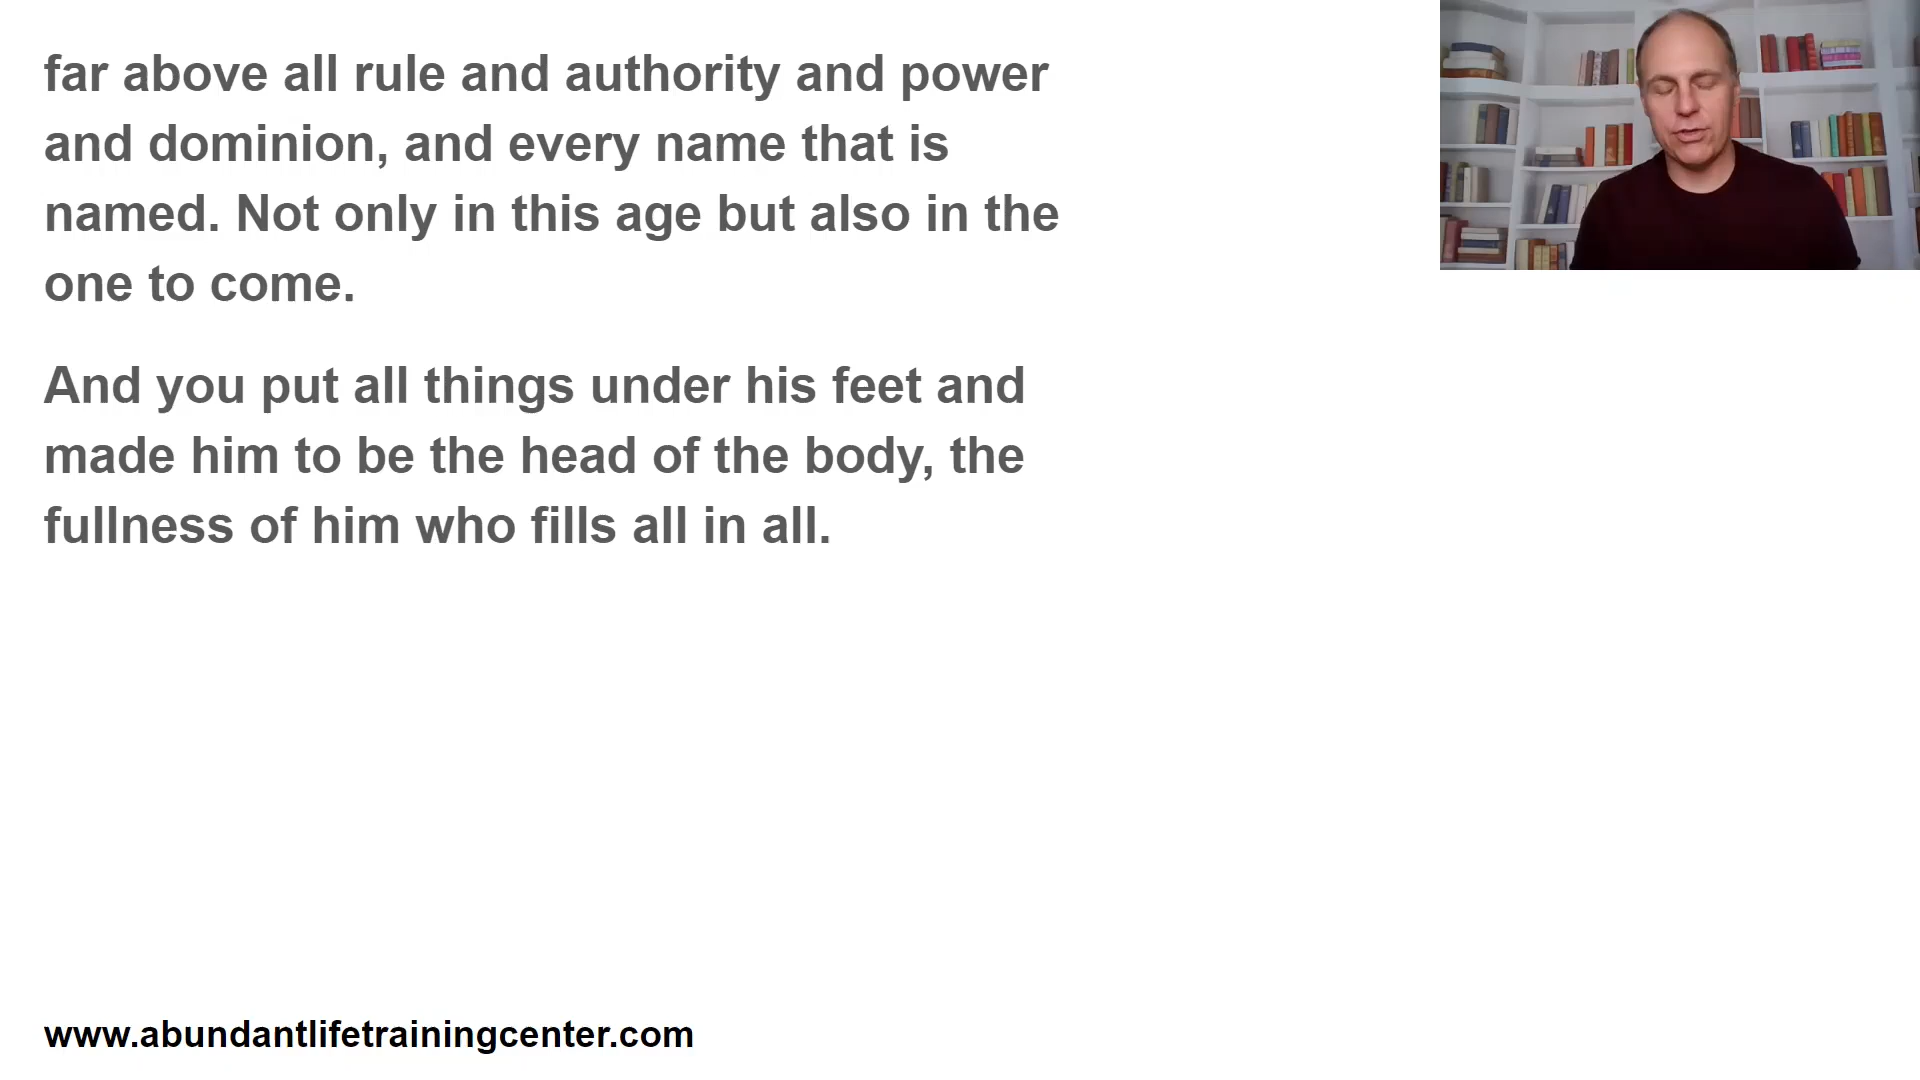 far above all rule and authority and power
and dominion, and every name that is
named. Not only in this age but also in the
one to come.
And you put all things under his feet and
made him to be the head of the body, the
fullness of him who fills all in all.
www.abundantlifetrainingcenter.com